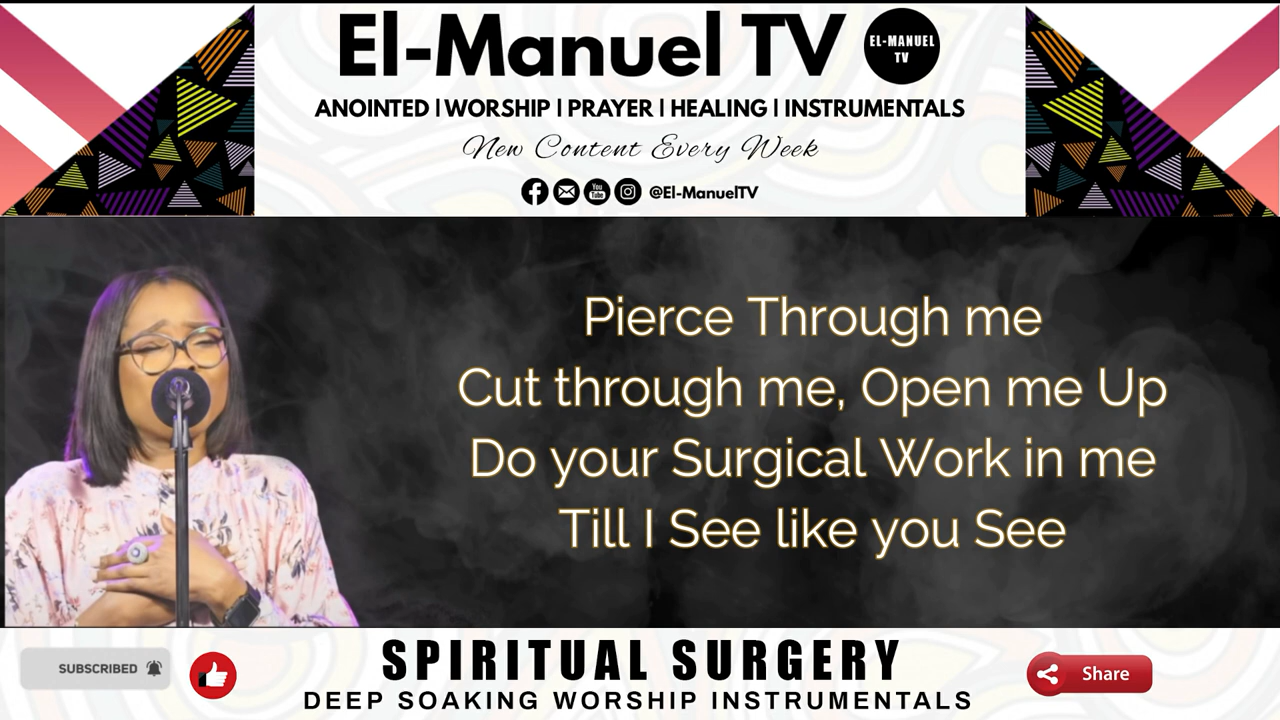 El-Manuel TV
EL-MANUEL
TV
ANOINTED | WORSHIP | PRAYER | HEALING | INSTRUMENTALS
New Content Every Week
You
Tube
@El-ManuelTV
Pierce Through me
Cut through me, Open me Up
Do your Surgical Work in me
Till I See like you See
SUBSCRIBED
SPIRITUAL SURGERY
Share
DEEP SOAKING WORSHIP INSTRUMENTALS